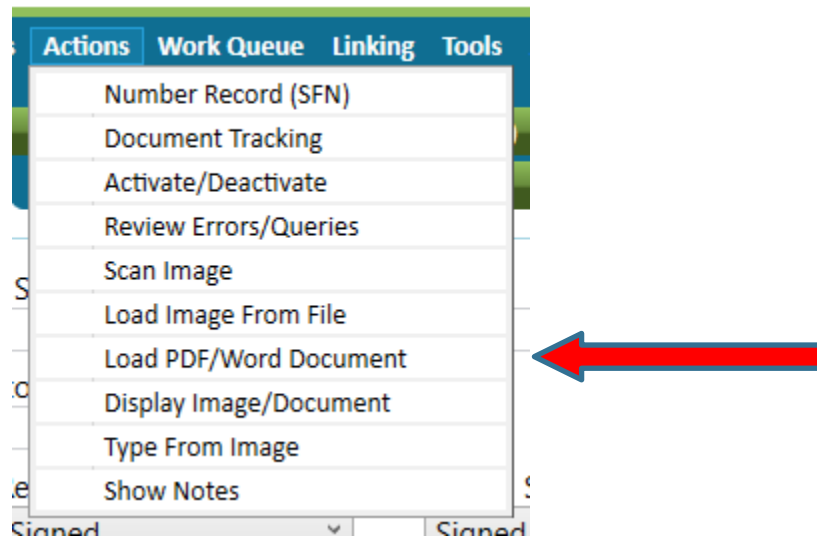 Actions Work Queue Linking Tools
Number Record (SFN)
Document Tracking
Activate/Deactivate
Review Errors/Queries
Scan Image
Load Image From File
Load PDF/Word Document
Display Image/Document
Type From Image
Show Notes
Signed Signed